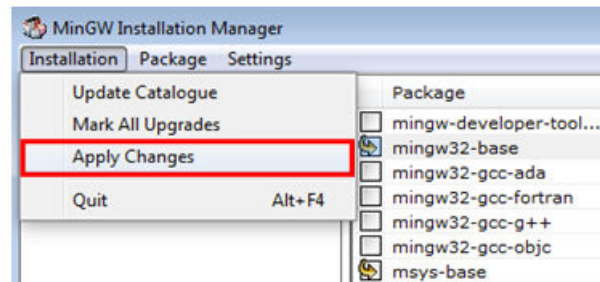 MinGW Installation Manager
Installation Package Settings
Update Catalogue
Mark All Upgrades
Apply Changes
Quit Alt+F4
Package
mingw-developer-tool...
mingw32-base
mingw32-gcc-ada
mingw32-gcc-fortran
mingw32-gcc-g++
mingw32-gcc-objc
msys-base